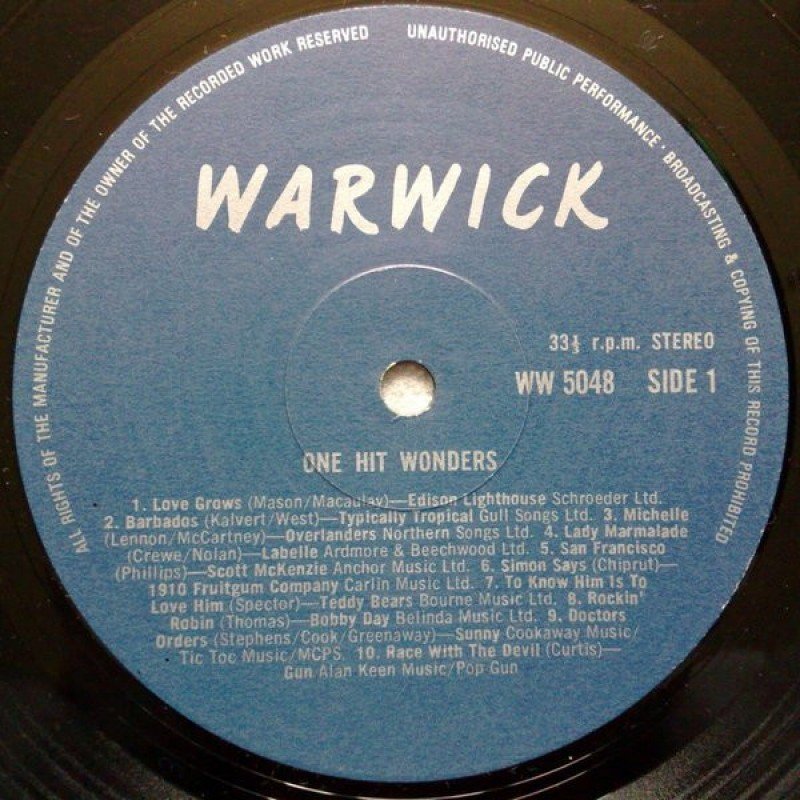 ALL RIGHTS OF THE MANUFACTURER AND OF THE OWNER OF THE RECORDED WORK RESERVED
UNAUTHORISED PUBLIC PERFORMANCE · BROADCASTING & COPYING OF THIS RECORD PROHIBITED
WARWICK
33⅓ r.p.m. STEREO
WW 5048 SIDE 1
ONE HIT WONDERS
1. Love Grows (Mason/Macaulay)—Edison Lighthouse Schroeder Ltd.
2. Barbados (Kalvert/West)—Typically Tropical Gull Songs Ltd. 3. Michelle
(Lennon/McCartney)—Overlanders Northern Songs Ltd. 4. Lady Marmalade
(Crewe/Nolan)—Labelle Ardmore & Beechwood Ltd. 5. San Francisco
(Phillips)—Scott McKenzie Anchor Music Ltd. 6. Simon Says (Chiprut)—
1910 Fruitgum Company Carlin Music Ltd. 7. To Know Him Is To
Love Him (Spector)—Teddy Bears Bourne Music Ltd. 8. Rockin'
Robin (Thomas)—Bobby Day Belinda Music Ltd. 9. Doctors
Orders (Stephens/Cook/Greenaway)—Sunny Cookaway Music/
Tic Toc Music/MCPS. 10. Race With The Devil (Curtis)—
Gun Alan Keen Music/Pop Gun